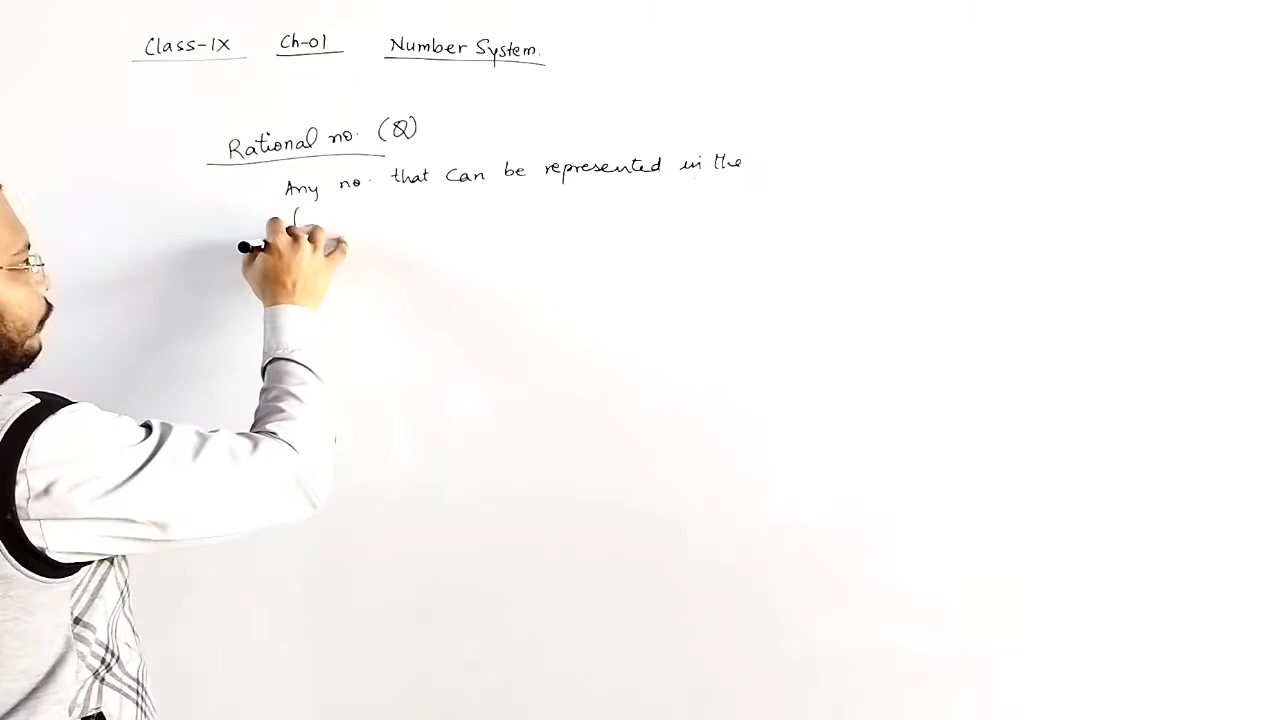 Class-IX Ch-01 Number System.
Rational no. (Q)
Any no. that can be represented in the